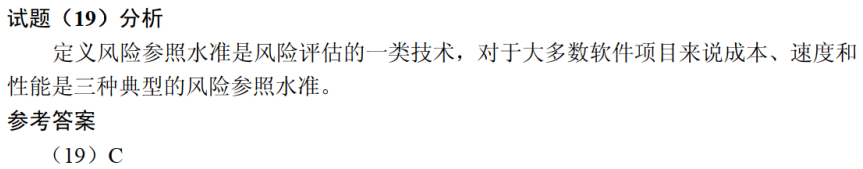 试题（19）分析
定义风险参照水准是风险评估的一类技术，对于大多数软件项目来说成本、速度和
性能是三种典型的风险参照水准。
参考答案
（19）C